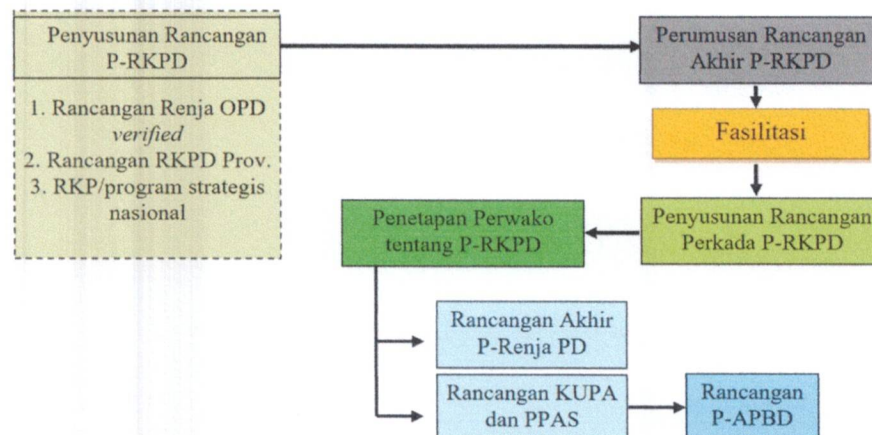 Penyusunan Rancangan
P-RKPD
1. Rancangan Renja OPD
verified
2. Rancangan RKPD Prov.
3. RKP/program strategis
nasional
Perumusan Rancangan
Akhir P-RKPD
Fasilitasi
Penyusunan Rancangan
Perkada P-RKPD
Penetapan Perwako
tentang P-RKPD
Rancangan Akhir
P-Renja PD
Rancangan KUPA
dan PPAS
Rancangan
P-APBD